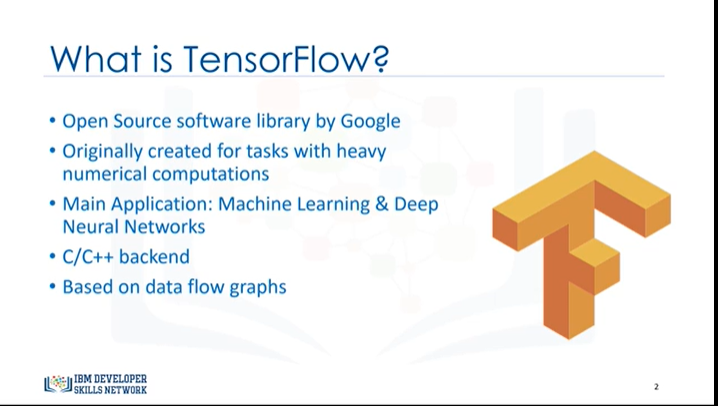 What is TensorFlow?
• Open Source software library by Google
• Originally created for tasks with heavy
numerical computations
• Main Application: Machine Learning & Deep
Neural Networks
• C/C++ backend
• Based on data flow graphs
IBM DEVELOPER
SKILLS NETWORK
2